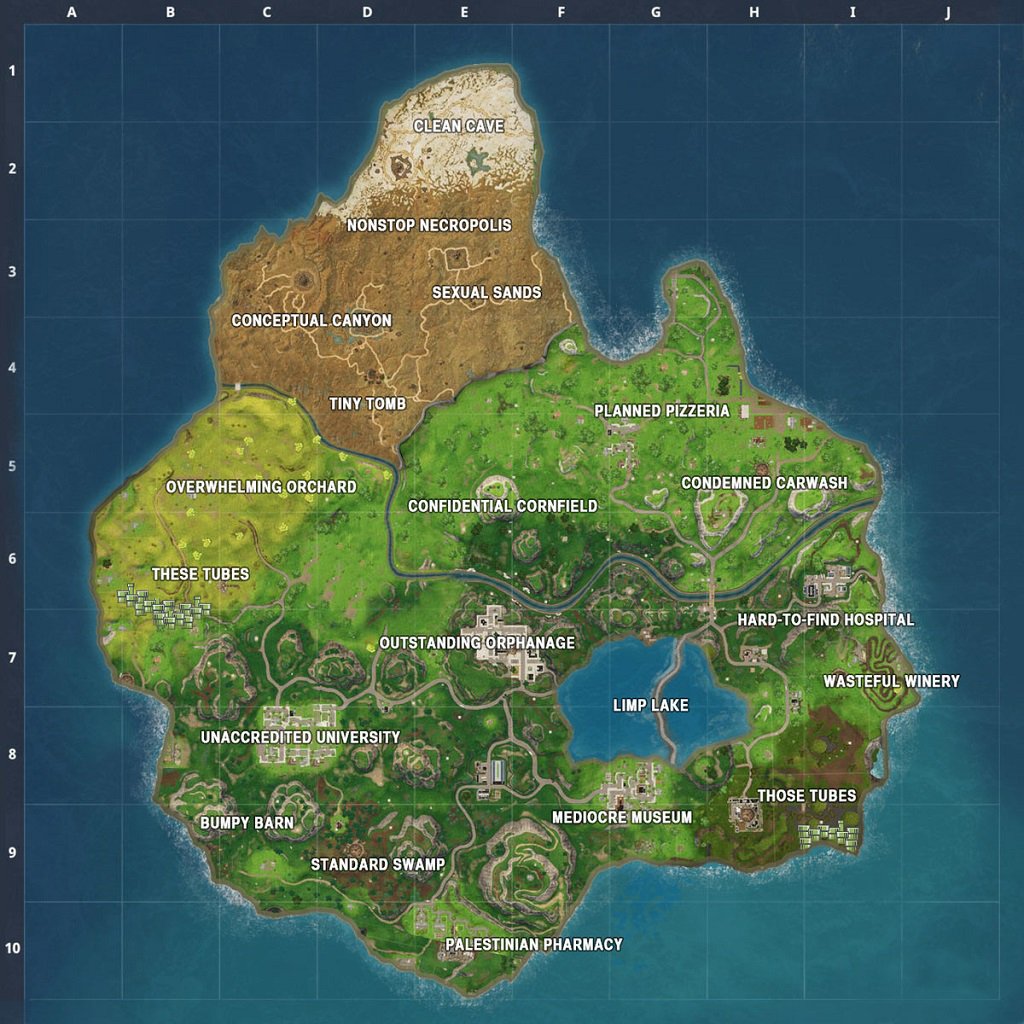 A B C D E F G H I J
1
CLEAN CAVE
2
NONSTOP NECROPOLIS
3
SEXUAL SANDS
CONCEPTUAL CANYON
4
TINY TOMB
PLANNED PIZZERIA
5
CONDEMNED CARWASH
OVERWHELMING ORCHARD
CONFIDENTIAL CORNFIELD
6
THESE TUBES
HARD-TO-FIND HOSPITAL
OUTSTANDING ORPHANAGE
7
WASTEFUL WINERY
LIMP LAKE
UNACCREDITED UNIVERSITY
8
THOSE TUBES
MEDIOCRE MUSEUM
BUMPY BARN
9
STANDARD SWAMP
PALESTINIAN PHARMACY
10